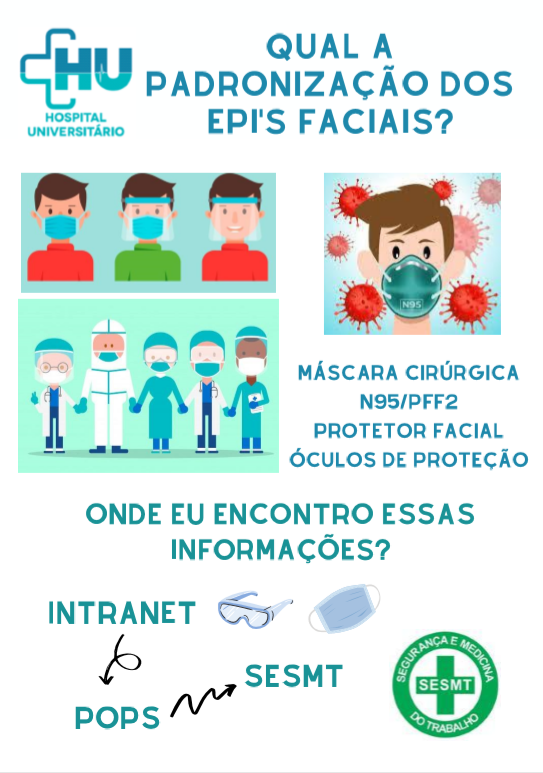 HU
HOSPITAL
UNIVERSITÁRIO
QUAL A
PADRONIZAÇÃO DOS
EPI'S FACIAIS?
N95
MÁSCARA CIRÚRGICA
N95/PFF2
PROTETOR FACIAL
ÓCULOS DE PROTEÇÃO
ONDE EU ENCONTRO ESSAS
INFORMAÇÕES?
INTRANET
SESMT
POPS
SEGURANÇA E MEDICINA
SESMT
DO TRABALHO